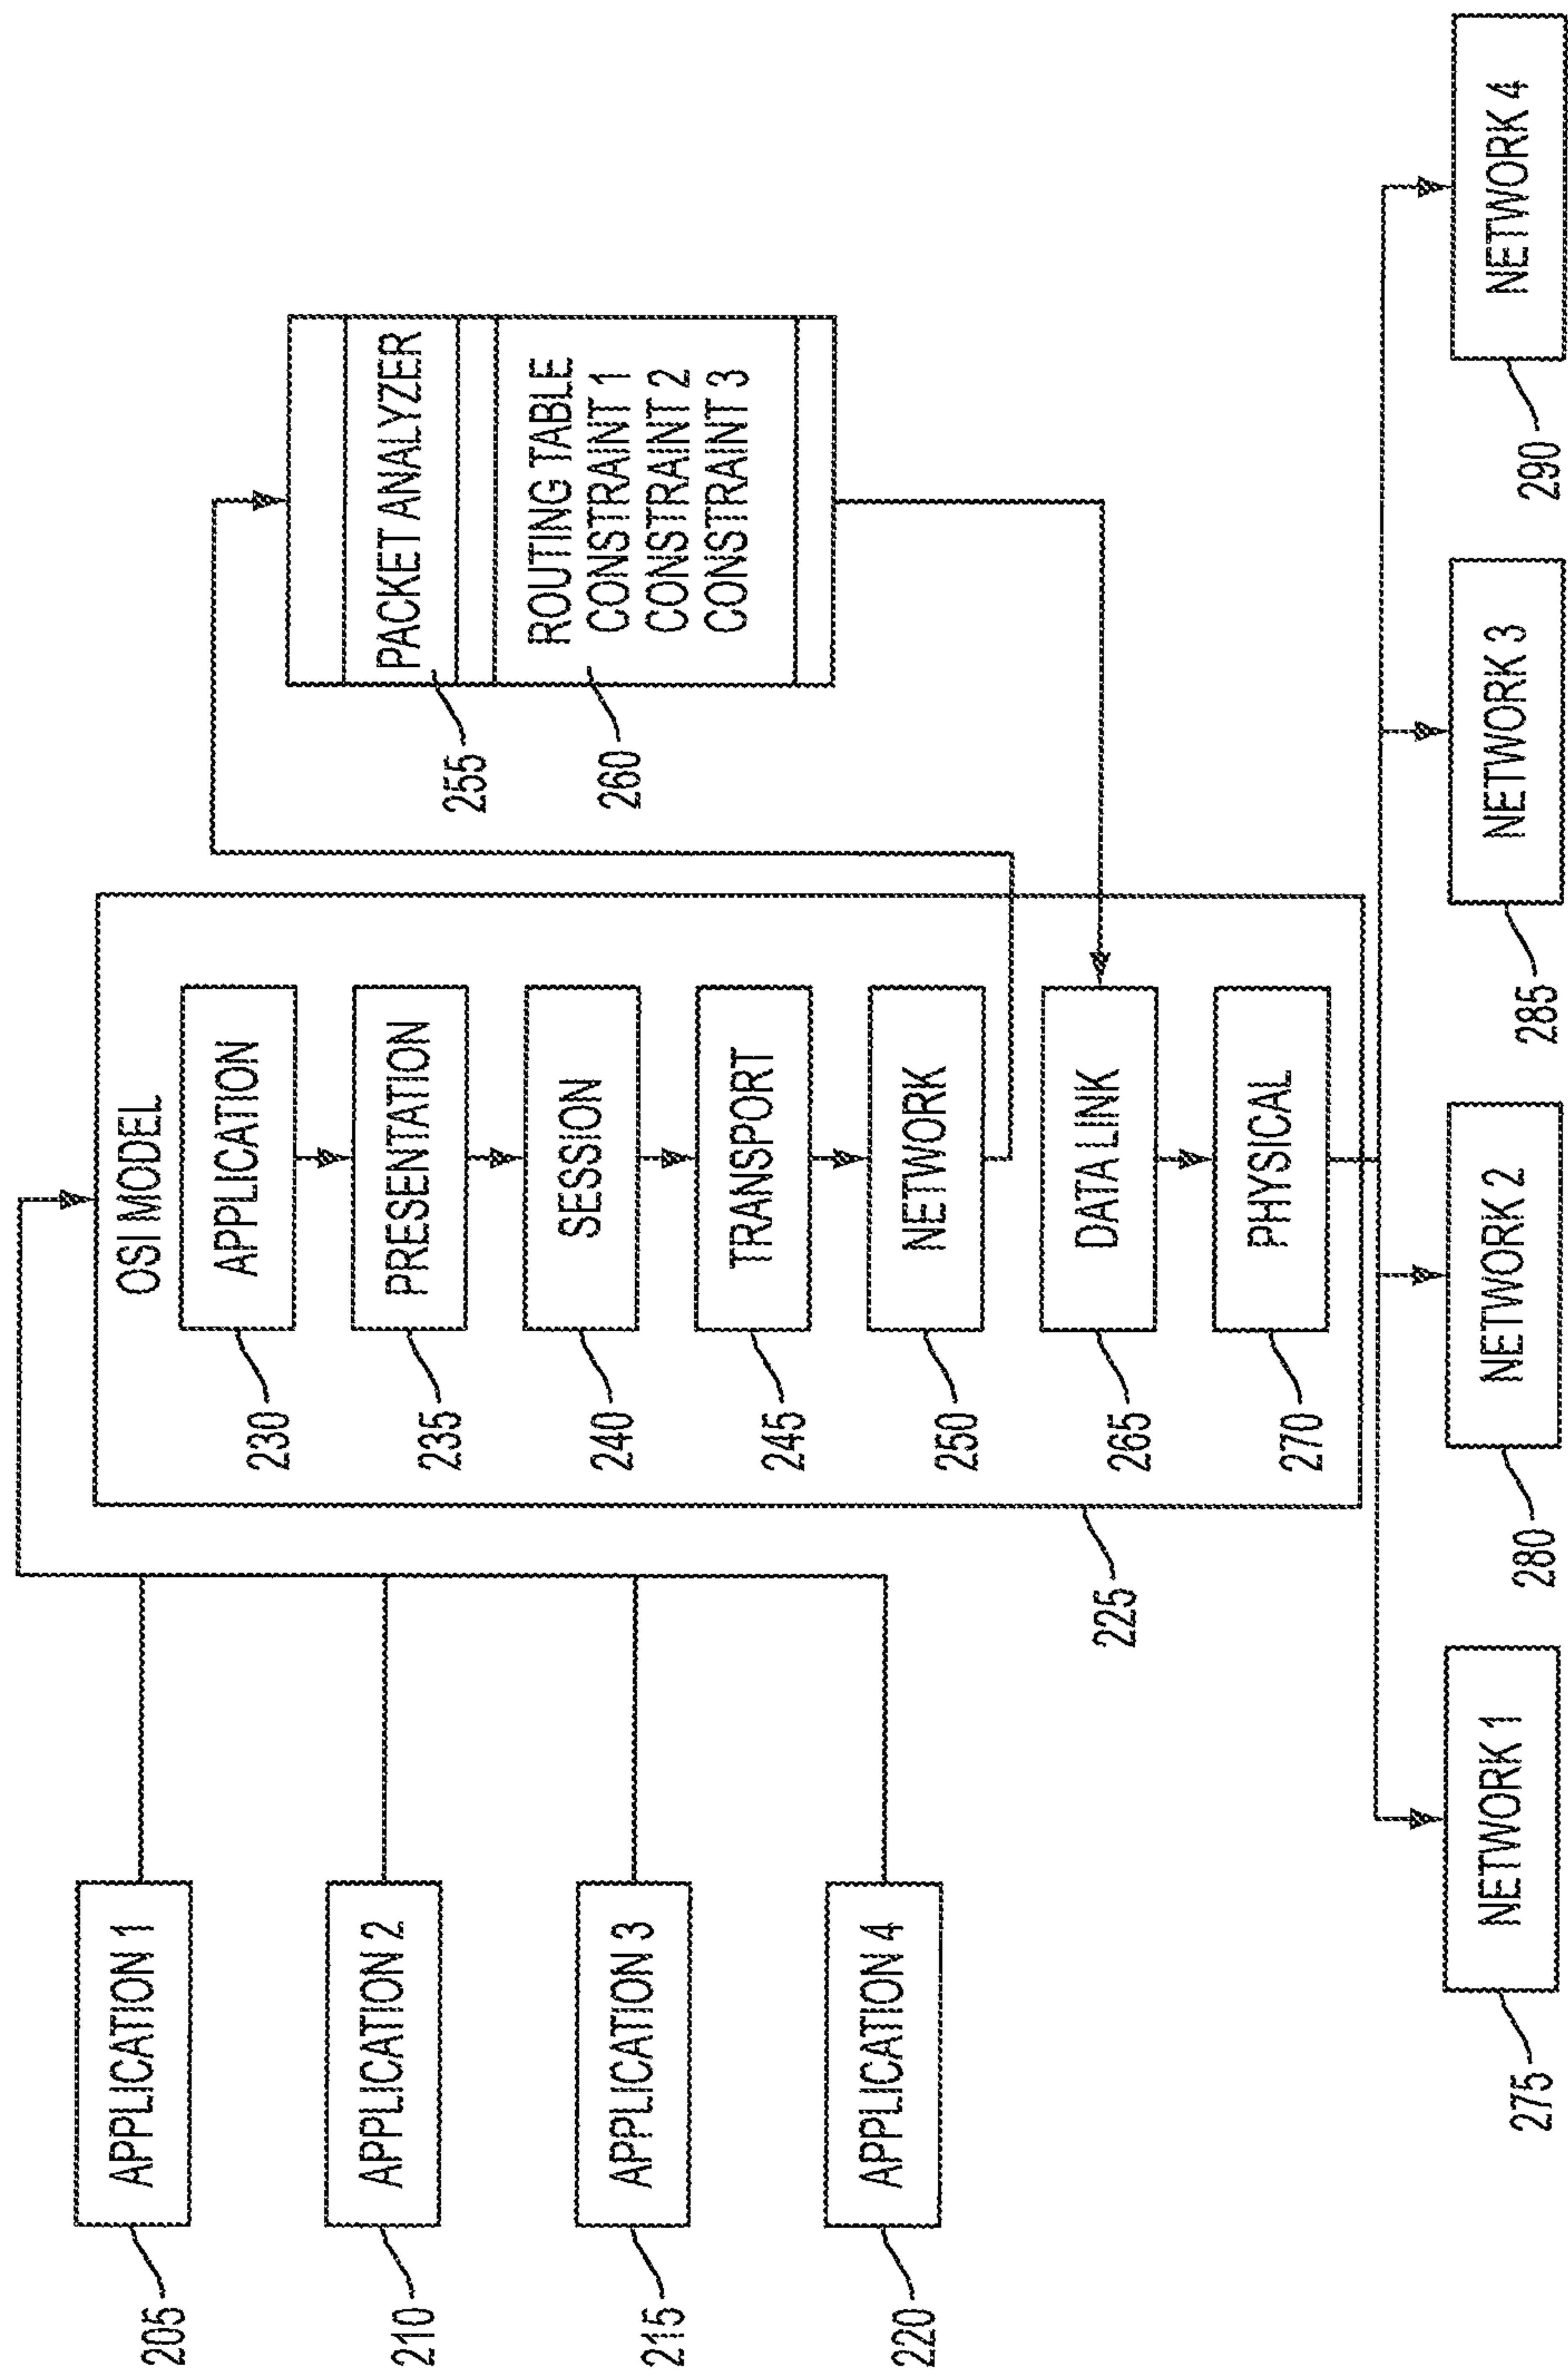 APPLICATION 1
205
APPLICATION 2
210
APPLICATION 3
215
APPLICATION 4
220
OSI MODEL
APPLICATION
230
PRESENTATION
235
SESSION
240
TRANSPORT
245
NETWORK
250
DATA LINK
265
PHYSICAL
270
225
PACKET ANALYZER
255
ROUTING TABLE
CONSTRAINT 1
CONSTRAINT 2
CONSTRAINT 3
260
NETWORK 1
275
NETWORK 2
280
NETWORK 3
285
NETWORK 4
290